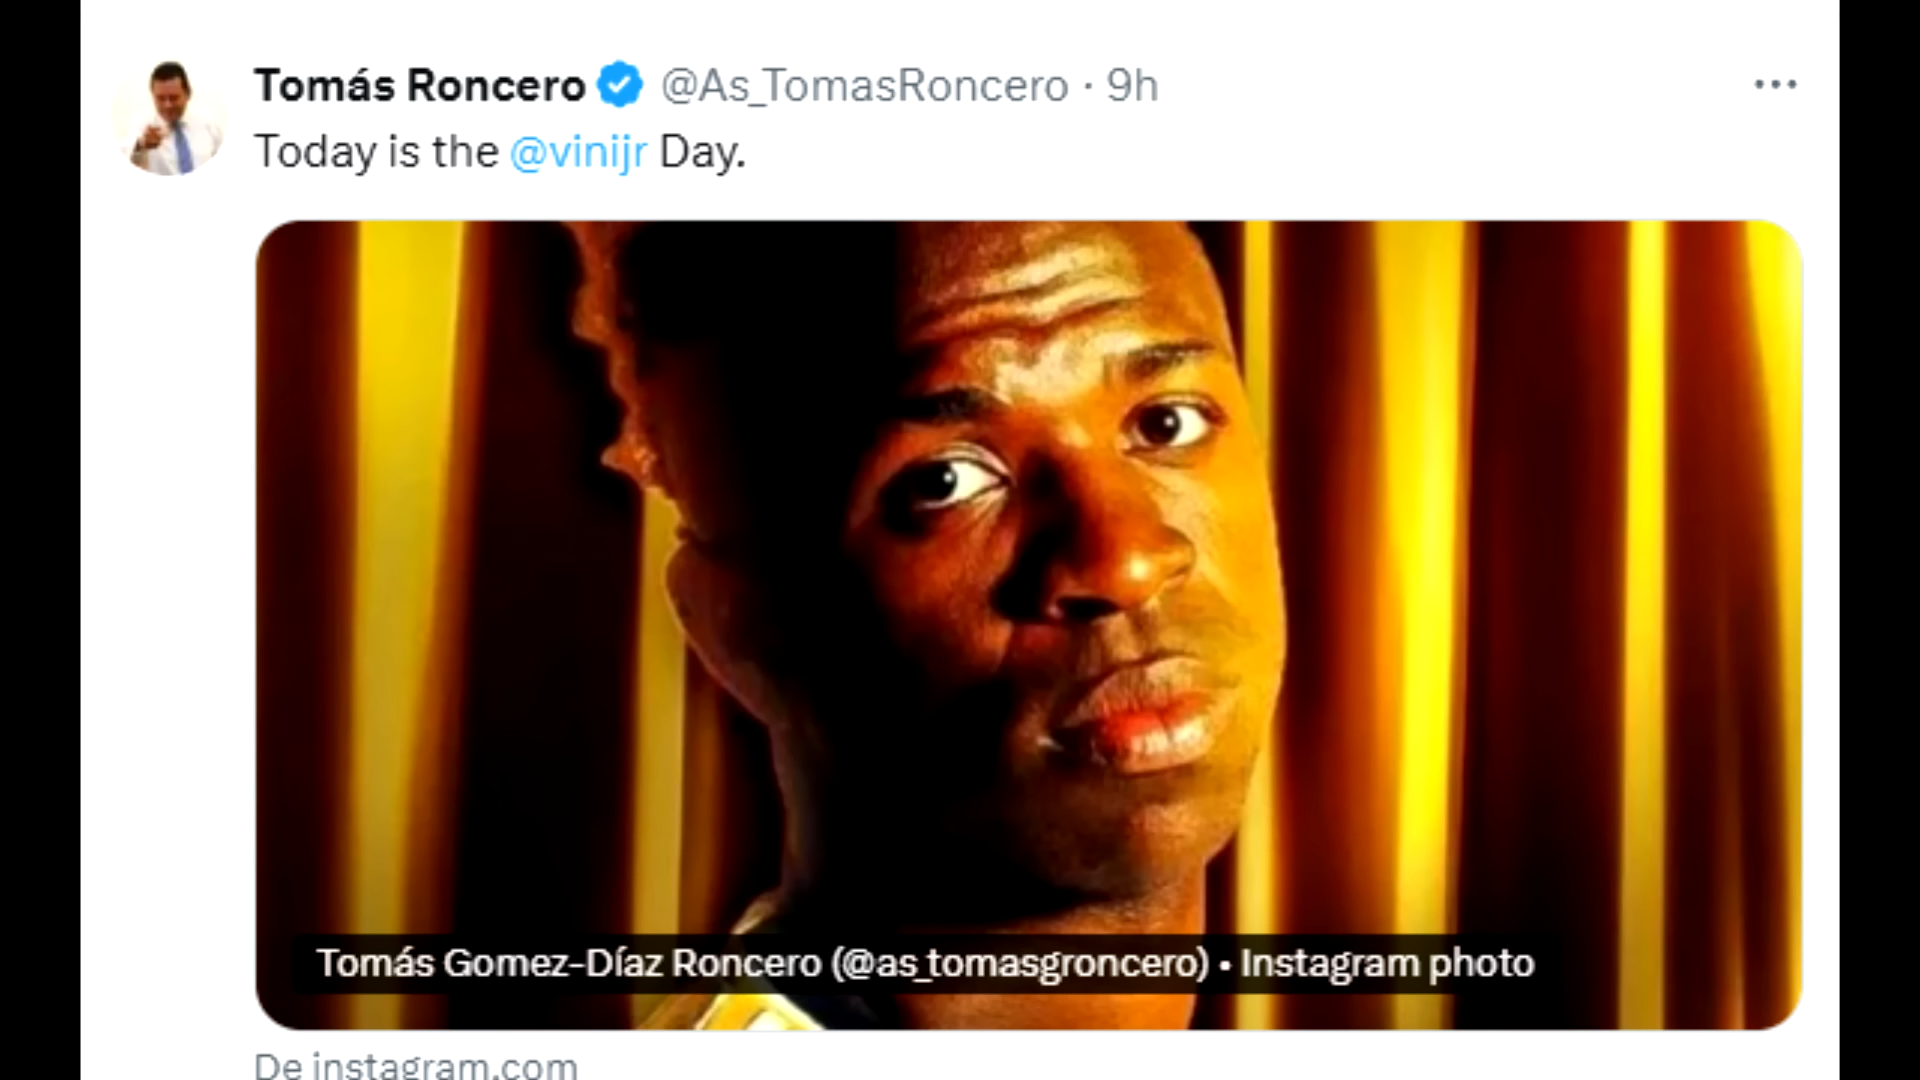 Tomás Roncero @As_TomasRoncero · 9h
Today is the @vinijr Day.
Tomás Gomez-Díaz Roncero (@as_tomasgroncero) • Instagram photo
De instagram.com